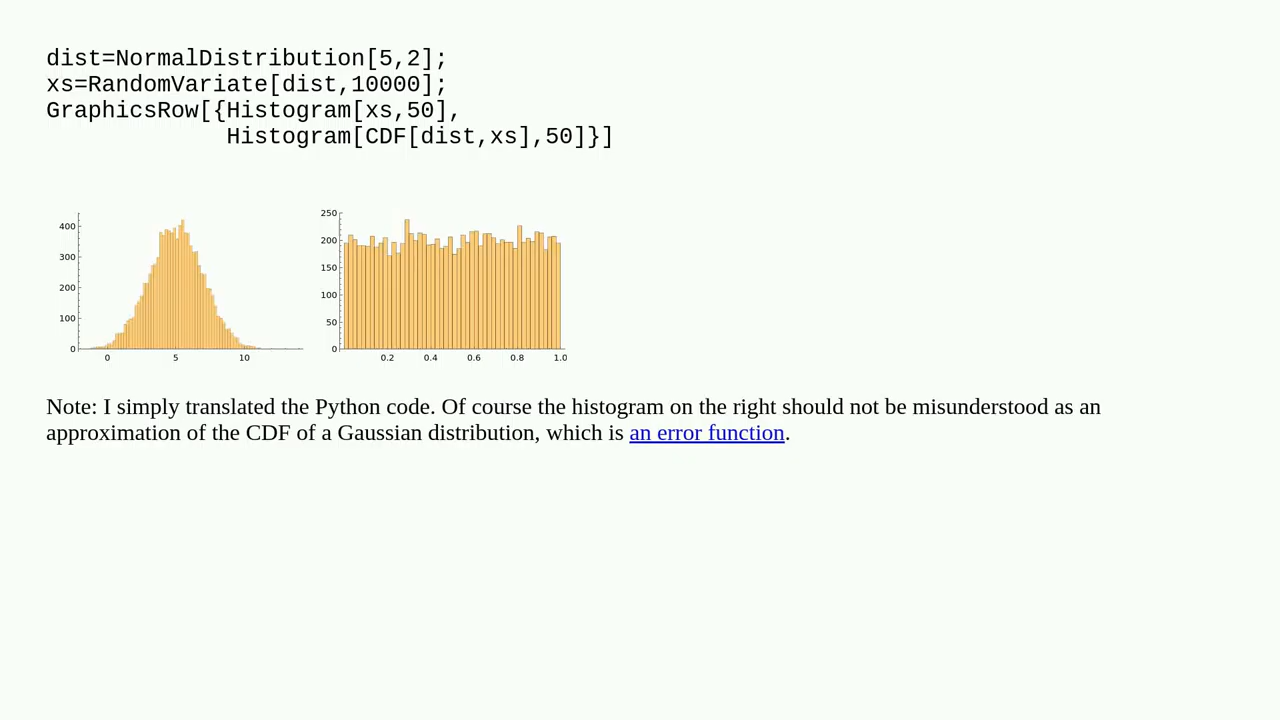 dist=NormalDistribution[5,2];
xs=RandomVariate[dist,10000];
GraphicsRow[{Histogram[xs,50],
Histogram[CDF[dist,xs],50]}]
400
300
200
100
0
0 5 10
250
200
150
100
50
0
0.2 0.4 0.6 0.8 1.0
Note: I simply translated the Python code. Of course the histogram on the right should not be misunderstood as an
approximation of the CDF of a Gaussian distribution, which is an error function.